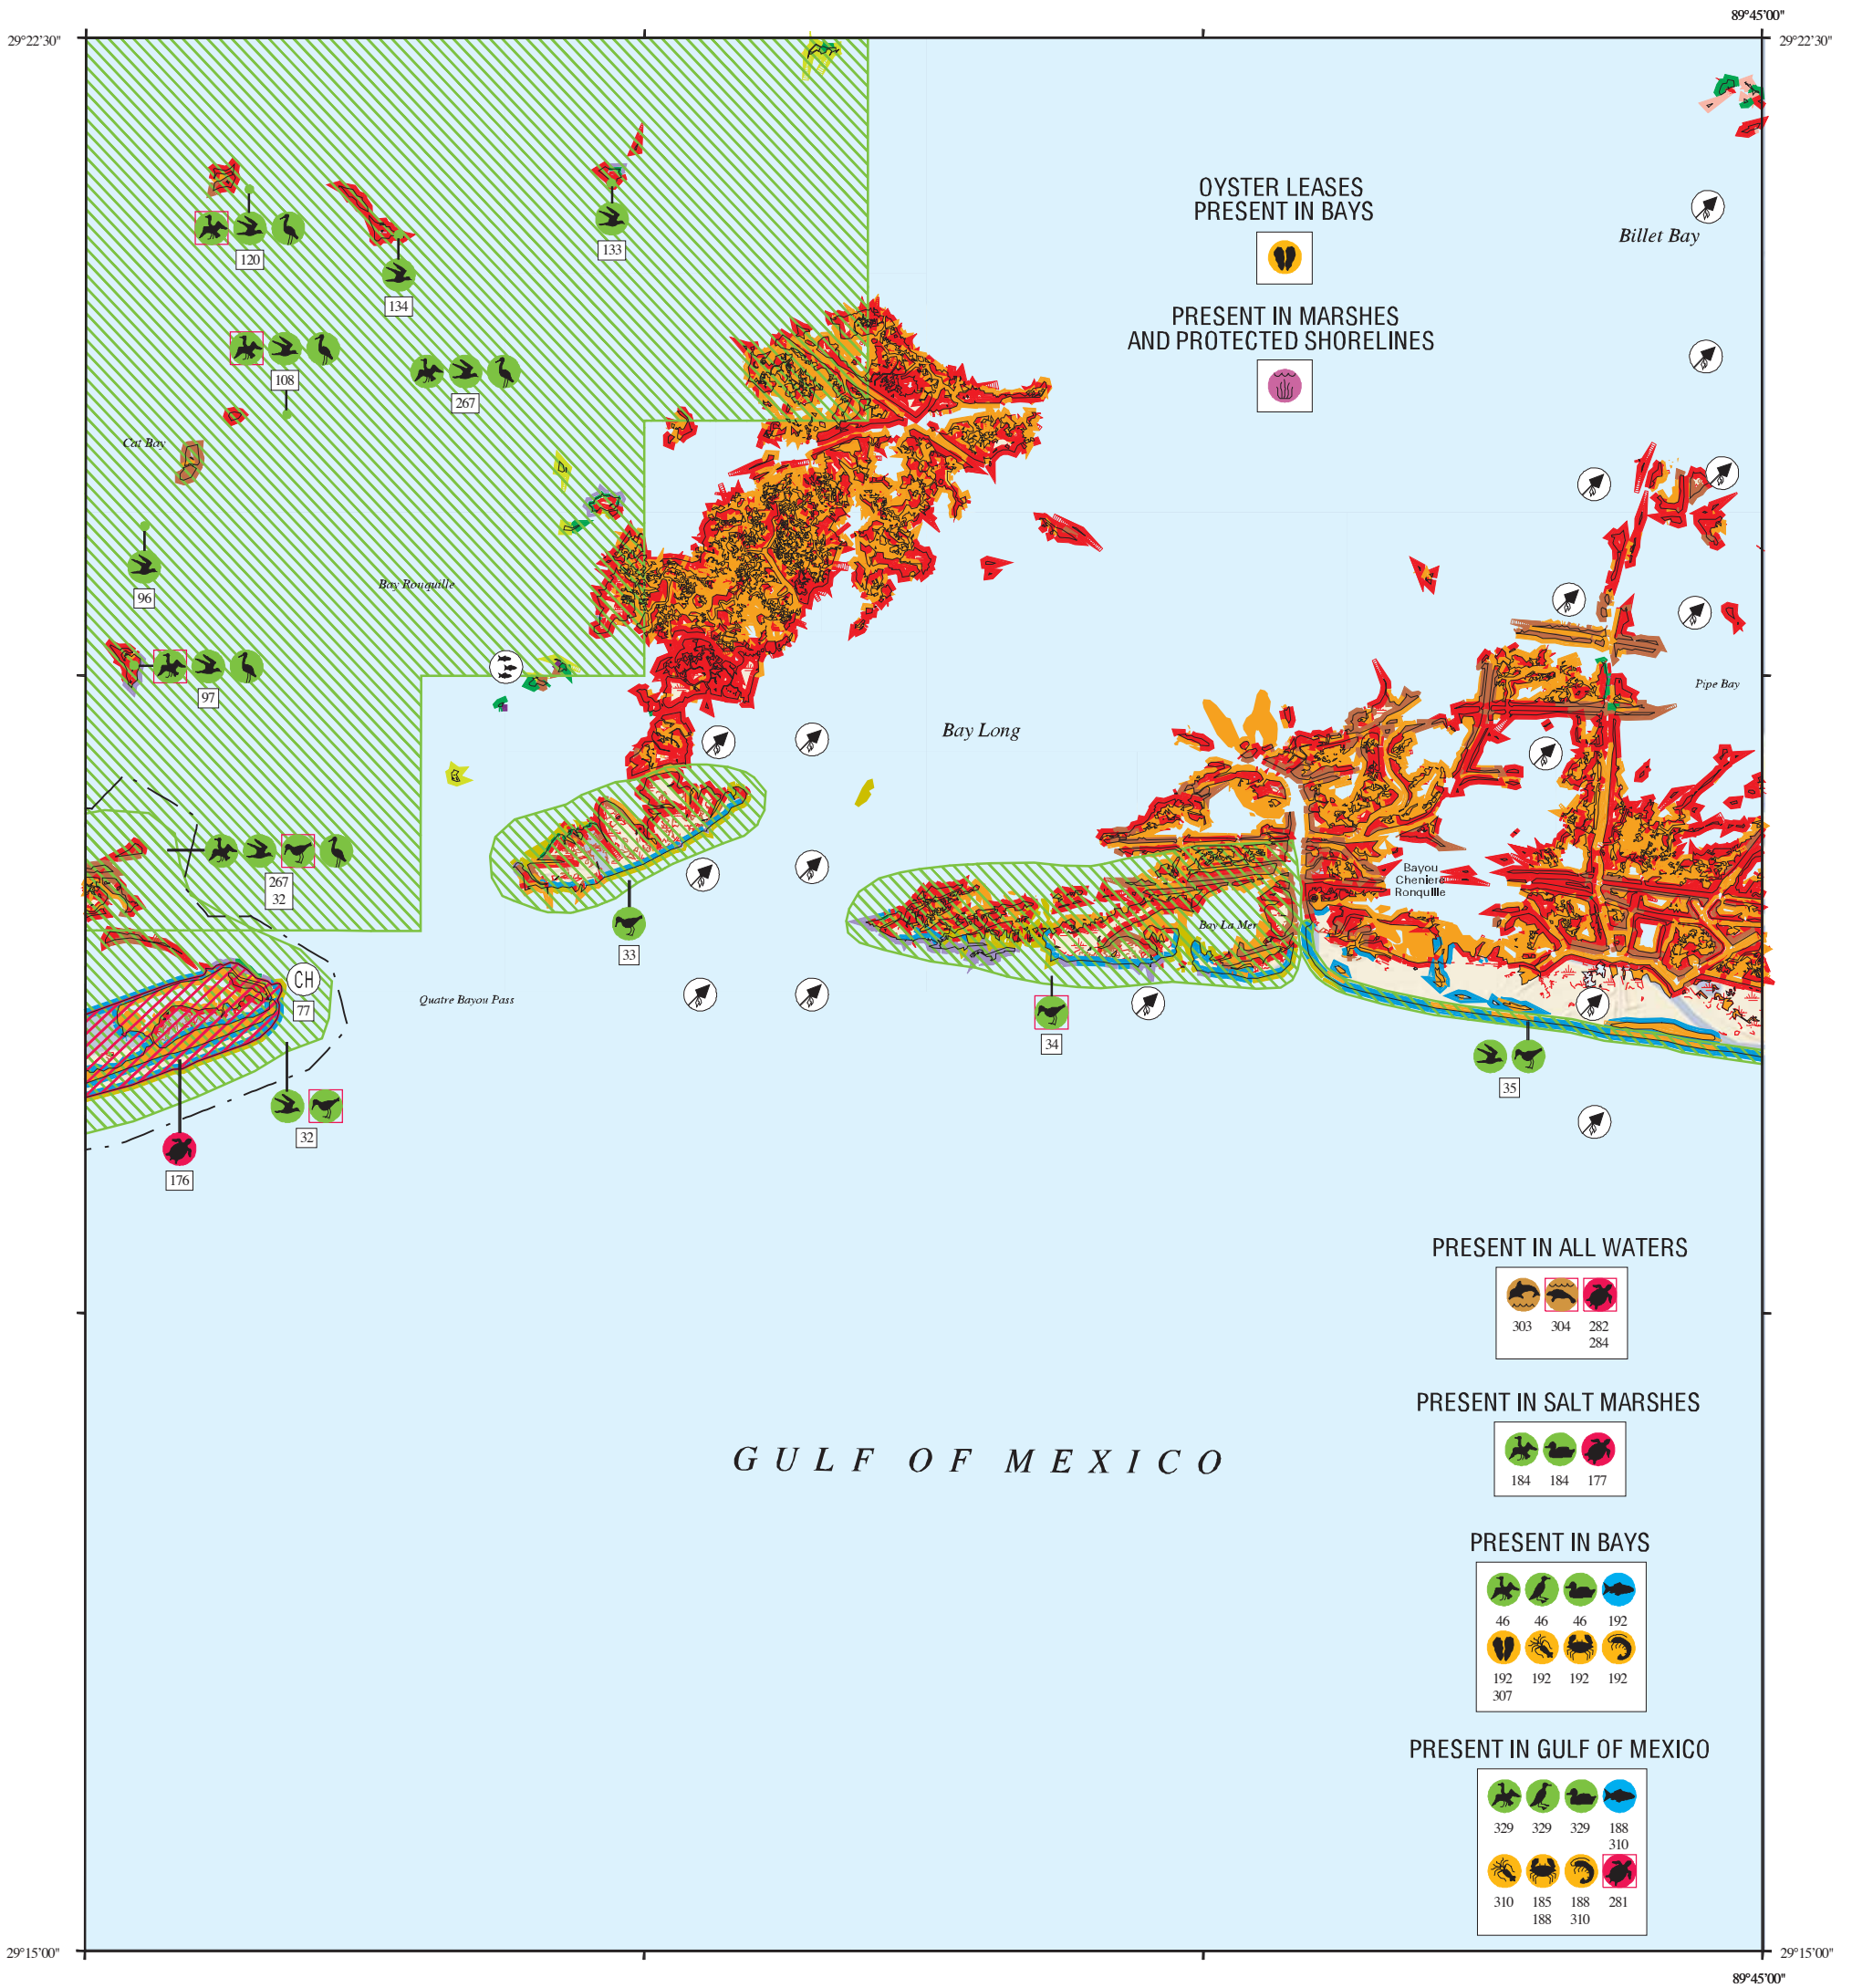 89°45'00"
29°22'30"
29°22'30"
OYSTER LEASES
PRESENT IN BAYS
Billet Bay
133
120
134
PRESENT IN MARSHES
AND PROTECTED SHORELINES
108
267
Cat Bay
Bay Ronquille
96
97
Pipe Bay
Bay Long
267
32
Bayou
Cheniere
Ronquille
Bay La Mer
33
CH
77
Quatre Bayou Pass
34
35
32
176
PRESENT IN ALL WATERS
303 304 282
284
PRESENT IN SALT MARSHES
184 184 177
GULF OF MEXICO
PRESENT IN BAYS
46 46 46 192
192 192 192 192
307
PRESENT IN GULF OF MEXICO
329 329 329 188
310
310 185 188 281
188 310
29°15'00"
29°15'00"
89°45'00"